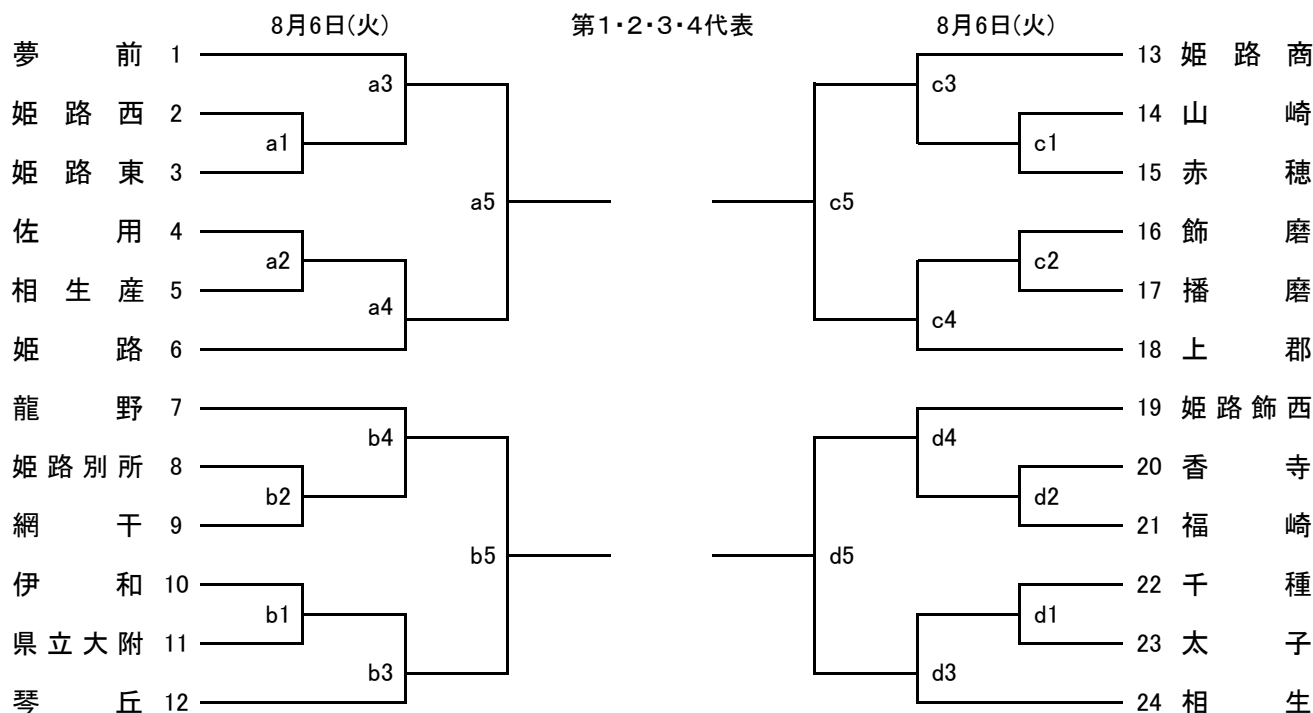 8月6日(火) 第1・2・3・4代表 8月6日(火)
夢前 1
a3
姫路西 2
a1
姫路東 3
a5
佐用 4
a2
相生産 5
a4
姫路 6
龍野 7
b4
姫路別所 8
b2
網干 9
b5
伊和 10
b1
県立大附 11
b3
琴丘 12
13 姫路商
c3
14 山崎
c1
15 赤穂
c5
16 飾磨
c2
17 播磨
c4
18 上郡
19 姫路飾西
d4
20 香寺
d2
21 福崎
d5
22 千種
d1
23 太子
d3
24 相生